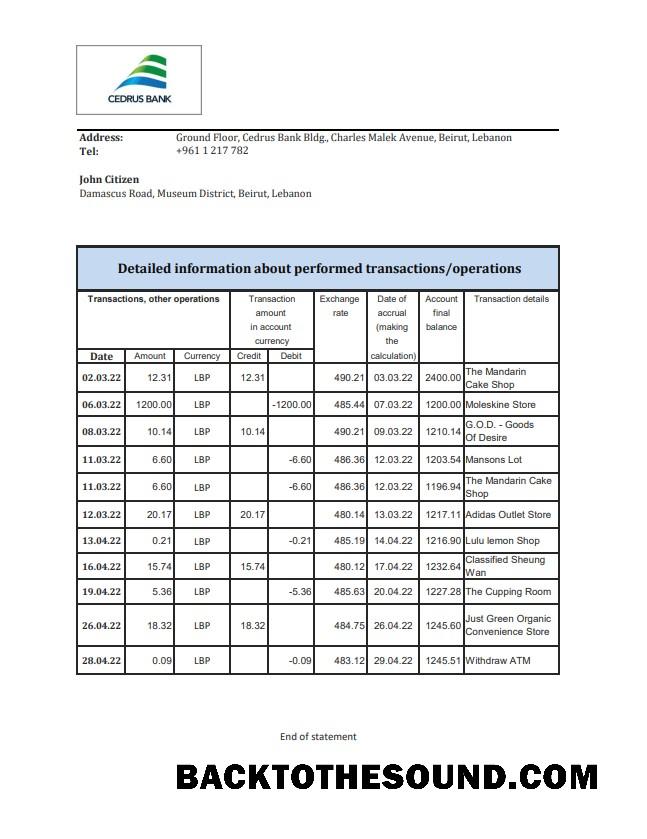 CEDRUS BANK
Address: Ground Floor, Cedrus Bank Bldg., Charles Malek Avenue, Beirut, Lebanon
Tel: +961 1 217 782
John Citizen
Damascus Road, Museum District, Beirut, Lebanon
Detailed information about performed transactions/operations
Transactions, other operations Transaction amount in account currency Exchange rate Date of accrual (making the calculation) Account final balance Transaction details
Date Amount Currency Credit Debit
02.03.22 12.31 LBP 12.31 490.21 03.03.22 2400.00 The Mandarin Cake Shop
06.03.22 1200.00 LBP -1200.00 485.44 07.03.22 1200.00 Moleskine Store
08.03.22 10.14 LBP 10.14 490.21 09.03.22 1210.14 G.O.D. - Goods Of Desire
11.03.22 6.60 LBP -6.60 486.36 12.03.22 1203.54 Mansons Lot
11.03.22 6.60 LBP -6.60 486.36 12.03.22 1196.94 The Mandarin Cake Shop
12.03.22 20.17 LBP 20.17 480.14 13.03.22 1217.11 Adidas Outlet Store
13.04.22 0.21 LBP -0.21 485.19 14.04.22 1216.90 Lulu lemon Shop
16.04.22 15.74 LBP 15.74 480.12 17.04.22 1232.64 Classified Sheung Wan
19.04.22 5.36 LBP -5.36 485.63 20.04.22 1227.28 The Cupping Room
26.04.22 18.32 LBP 18.32 484.75 26.04.22 1245.60 Just Green Organic Convenience Store
28.04.22 0.09 LBP -0.09 483.12 29.04.22 1245.51 Withdraw ATM
End of statement
BACKTOTHESOUND.COM